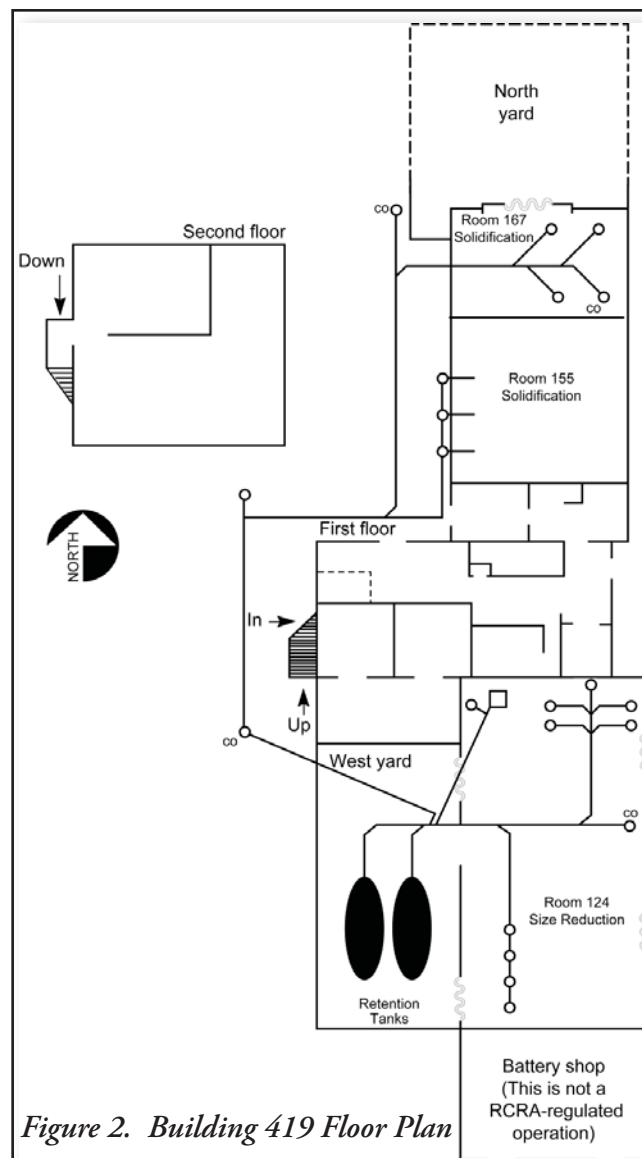 North
yard
co
Room 167
Solidification
Second floor
Down
co
Room 155
Solidification
NORTH
First floor
In
Up
co
West yard
co
Room 124
Size Reduction
Retention
Tanks
Battery shop
(This is not a
RCRA-regulated
operation)
Figure 2. Building 419 Floor Plan